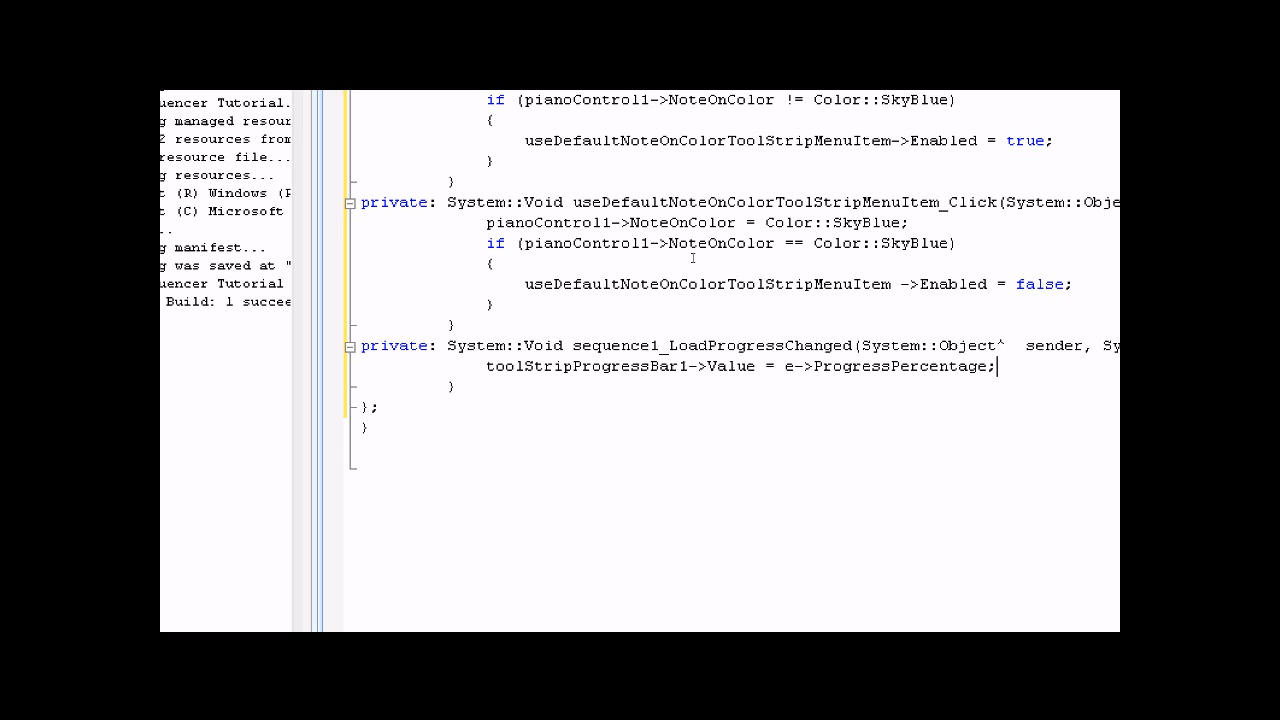 uencer Tutorial.
g managed resour
2 resources from
resource file...
g resources...
t (R) Windows (R
t (C) Microsoft
..
g manifest...
g was saved at "
uencer Tutorial
Build: 1 succee
if (pianoControl1->NoteOnColor != Color::SkyBlue)
{
useDefaultNoteOnColorToolStripMenuItem->Enabled = true;
}
}
private: System::Void useDefaultNoteOnColorToolStripMenuItem_Click(System::Obje
pianoControl1->NoteOnColor = Color::SkyBlue;
if (pianoControl1->NoteOnColor == Color::SkyBlue)
{
useDefaultNoteOnColorToolStripMenuItem ->Enabled = false;
}
}
private: System::Void sequence1_LoadProgressChanged(System::Object^  sender, Sy
toolStripProgressBar1->Value = e->ProgressPercentage;
}
};
}